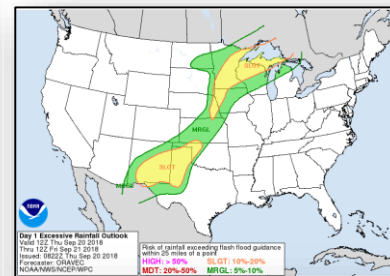 SLGT
MRGL
SLGT
MRGL
NOAA
Day 1 Excessive Rainfall Outlook
Valid 12Z Thu Sep 20 2018
Thru 12Z Fri Sep 21 2018
Issued: 0822Z Thu Sep 20 2018
Forecaster: ORAVEC
NOAA/NWS/NCEP/WPC
Risk of rainfall exceeding flash flood guidance
within 25 miles of a point
HIGH: > 50% SLGT: 10%-20%
MDT: 20%-50% MRGL: 5%-10%